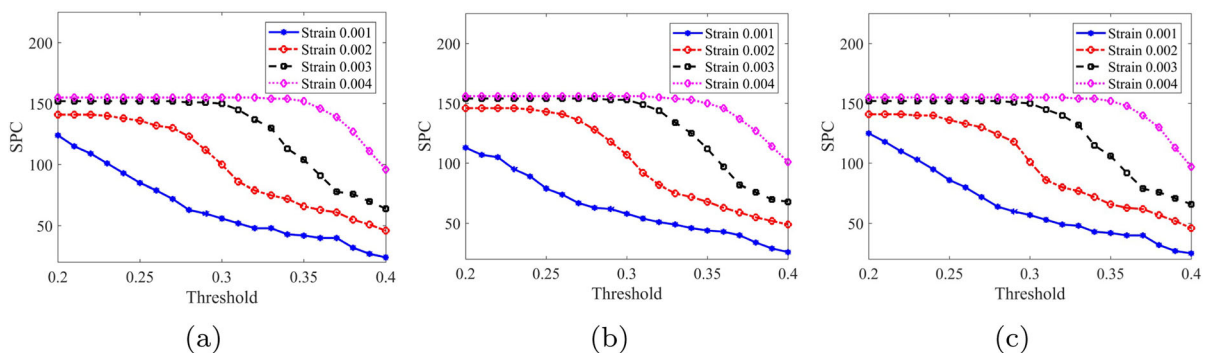 200
150
100
50
SPC
0.2 0.25 0.3 0.35 0.4
Threshold
Strain 0.001
Strain 0.002
Strain 0.003
Strain 0.004
(a)
200
150
100
50
SPC
0.2 0.25 0.3 0.35 0.4
Threshold
Strain 0.001
Strain 0.002
Strain 0.003
Strain 0.004
(b)
200
150
100
50
SPC
0.2 0.25 0.3 0.35 0.4
Threshold
Strain 0.001
Strain 0.002
Strain 0.003
Strain 0.004
(c)